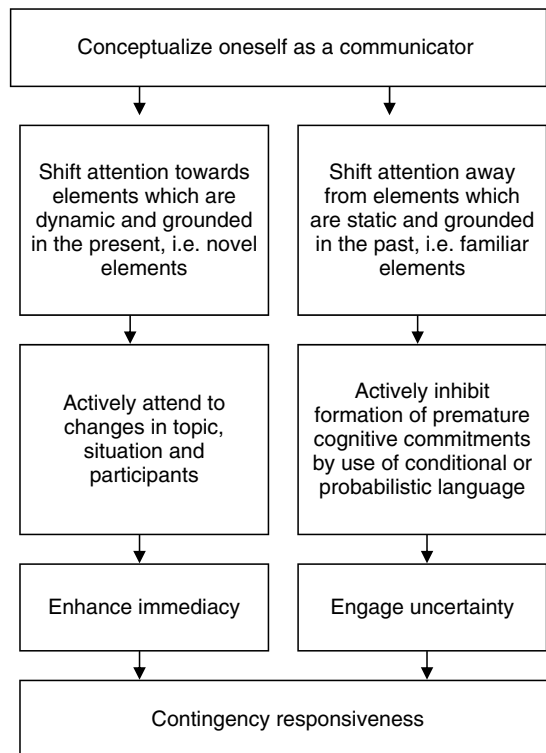 Conceptualize oneself as a communicator
Shift attention towards
elements which are
dynamic and grounded
in the present, i.e. novel
elements
Shift attention away
from elements which
are static and grounded
in the past, i.e. familiar
elements
Actively attend to
changes in topic,
situation and
participants
Actively inhibit
formation of premature
cognitive commitments
by use of conditional or
probabilistic language
Enhance immediacy
Engage uncertainty
Contingency responsiveness